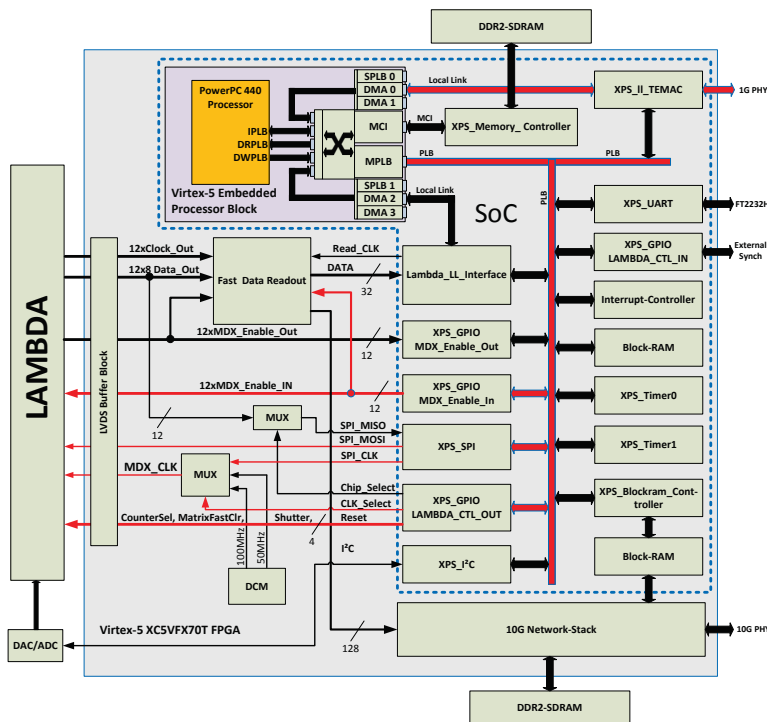 DDR2-SDRAM
SPLB 0
DMA 0
DMA 1
Local Link
XPS_ll_TEMAC
1G PHY
PowerPC 440
Processor
MCI
MCI
XPS_Memory_ Controller
IPLB
DRPLB
DWPLB
MPLB
PLB
PLB
Virtex-5 Embedded
Processor Block
SPLB 1
DMA 2
DMA 3
Local Link
SoC
PLB
XPS_UART
FT2232H
LAMBDA
LVDS Buffer Block
12xClock_Out
12x8 Data_Out
Fast Data Readout
Read_CLK
DATA
32
Lambda_LL_Interface
XPS_GPIO
LAMBDA_CTL_IN
External
Synch
Interrupt-Controller
12xMDX_Enable_Out
12
XPS_GPIO
MDX_Enable_Out
Block-RAM
12xMDX_Enable_IN
12
XPS_GPIO
MDX_Enable_In
XPS_Timer0
12
MUX
SPI_MISO
SPI_MOSI
SPI_CLK
XPS_SPI
XPS_Timer1
MDX_CLK
MUX
Chip_Select
CLK_Select
XPS_GPIO
LAMBDA_CTL_OUT
XPS_Blockram_Cont-
roller
CounterSel, MatrixFastClr, Shutter, Reset
4
100MHz
50MHz
I²C
XPS_I²C
Block-RAM
DCM
DAC/ADC
Virtex-5 XC5VFX70T FPGA
128
10G Network-Stack
10G PHY
DDR2-SDRAM